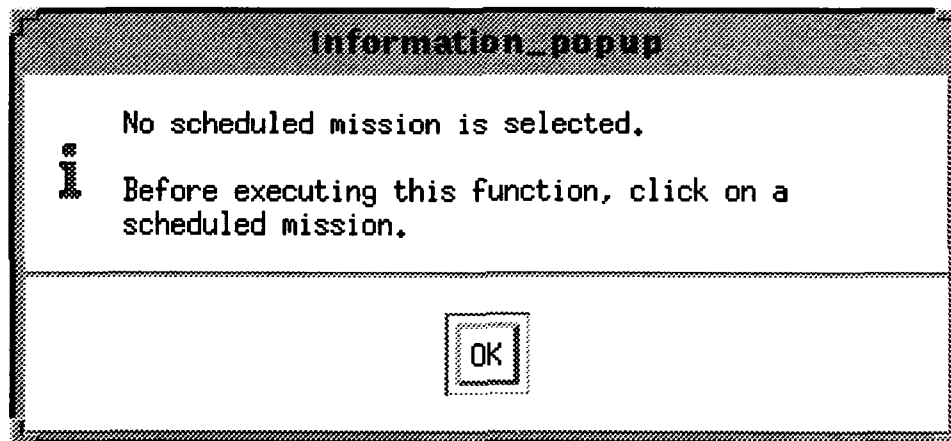 Information_popup
No scheduled mission is selected.
Before executing this function, click on a
scheduled mission.
OK